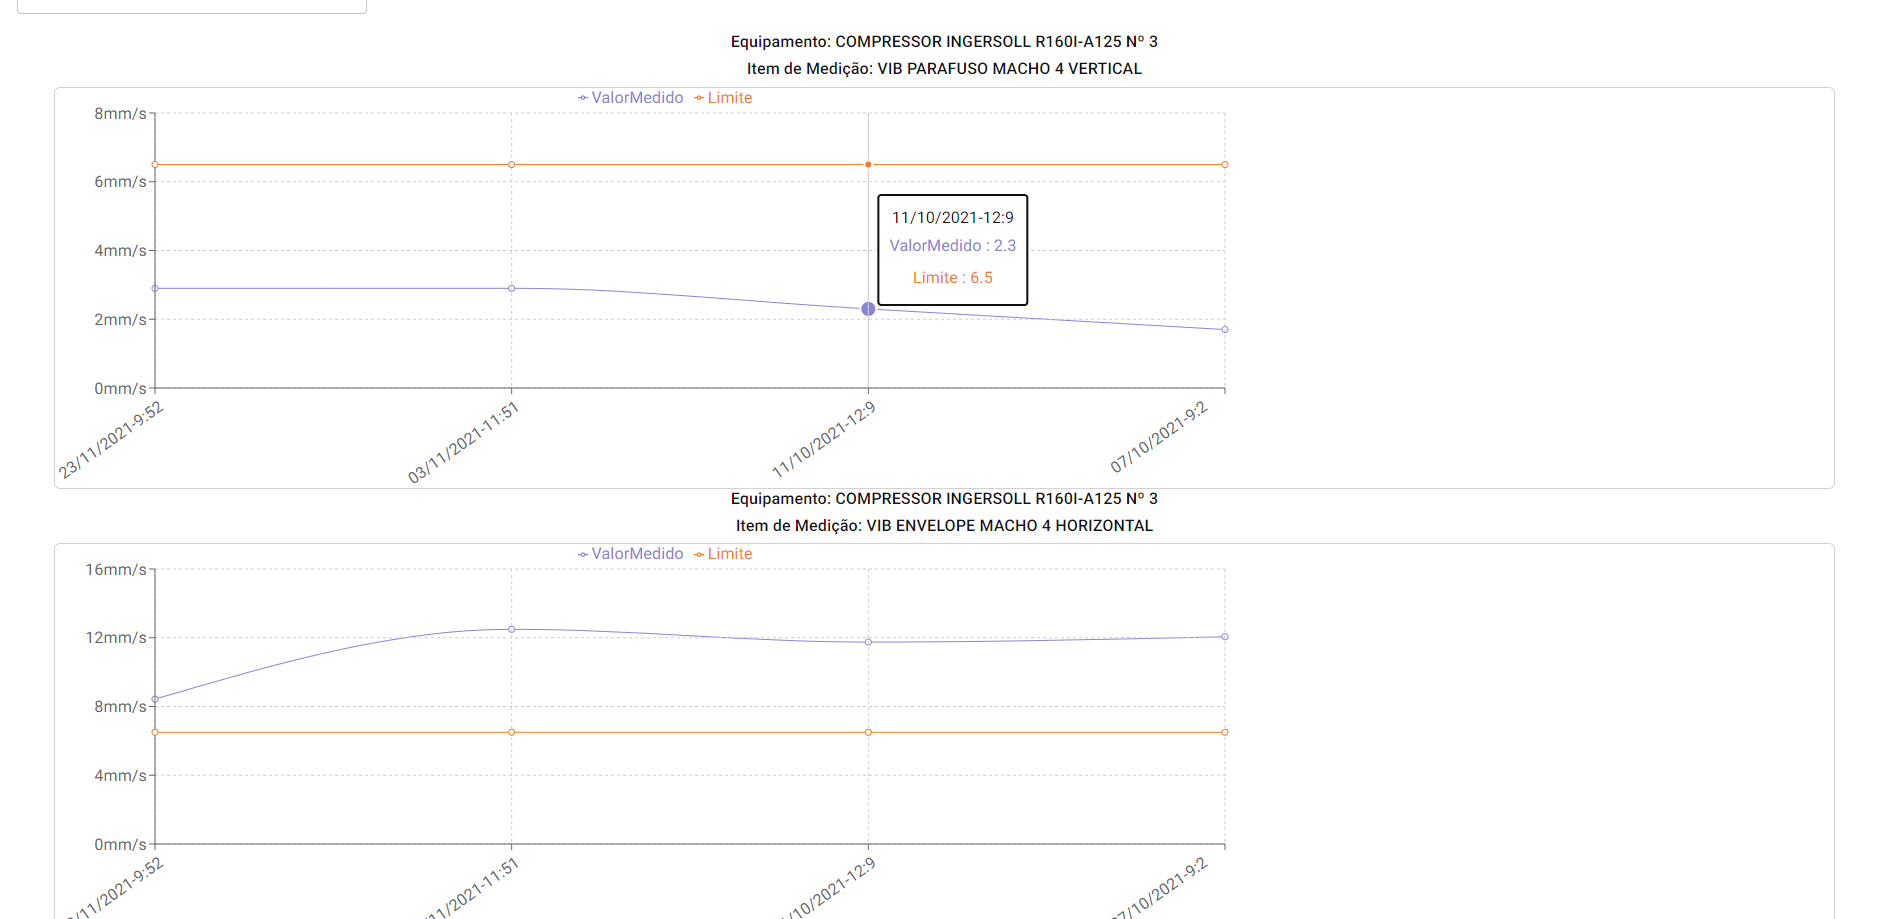 Equipamento: COMPRESSOR INGERSOLL R160I-A125 Nº 3
Item de Medição: VIB PARAFUSO MACHO 4 VERTICAL
ValorMedido Limite
8mm/s
6mm/s
4mm/s
2mm/s
0mm/s
11/10/2021-12:9
ValorMedido : 2.3
Limite : 6.5
23/11/2021-9:52
03/11/2021-11:51
11/10/2021-12:9
07/10/2021-9:2
Equipamento: COMPRESSOR INGERSOLL R160I-A125 Nº 3
Item de Medição: VIB ENVELOPE MACHO 4 HORIZONTAL
ValorMedido Limite
16mm/s
12mm/s
8mm/s
4mm/s
0mm/s
/11/2021-9:52
11/2021-11:51
/10/2021-12:9
7/10/2021-9:2